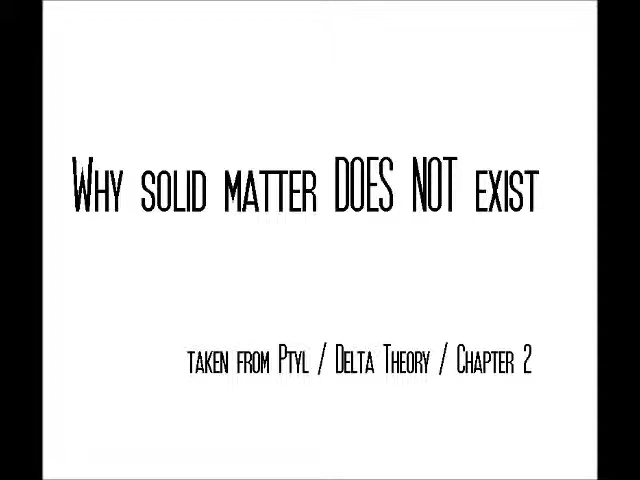 Why solid matter DOES NOT exist
taken from Ptyl / Delta Theory / Chapter 2